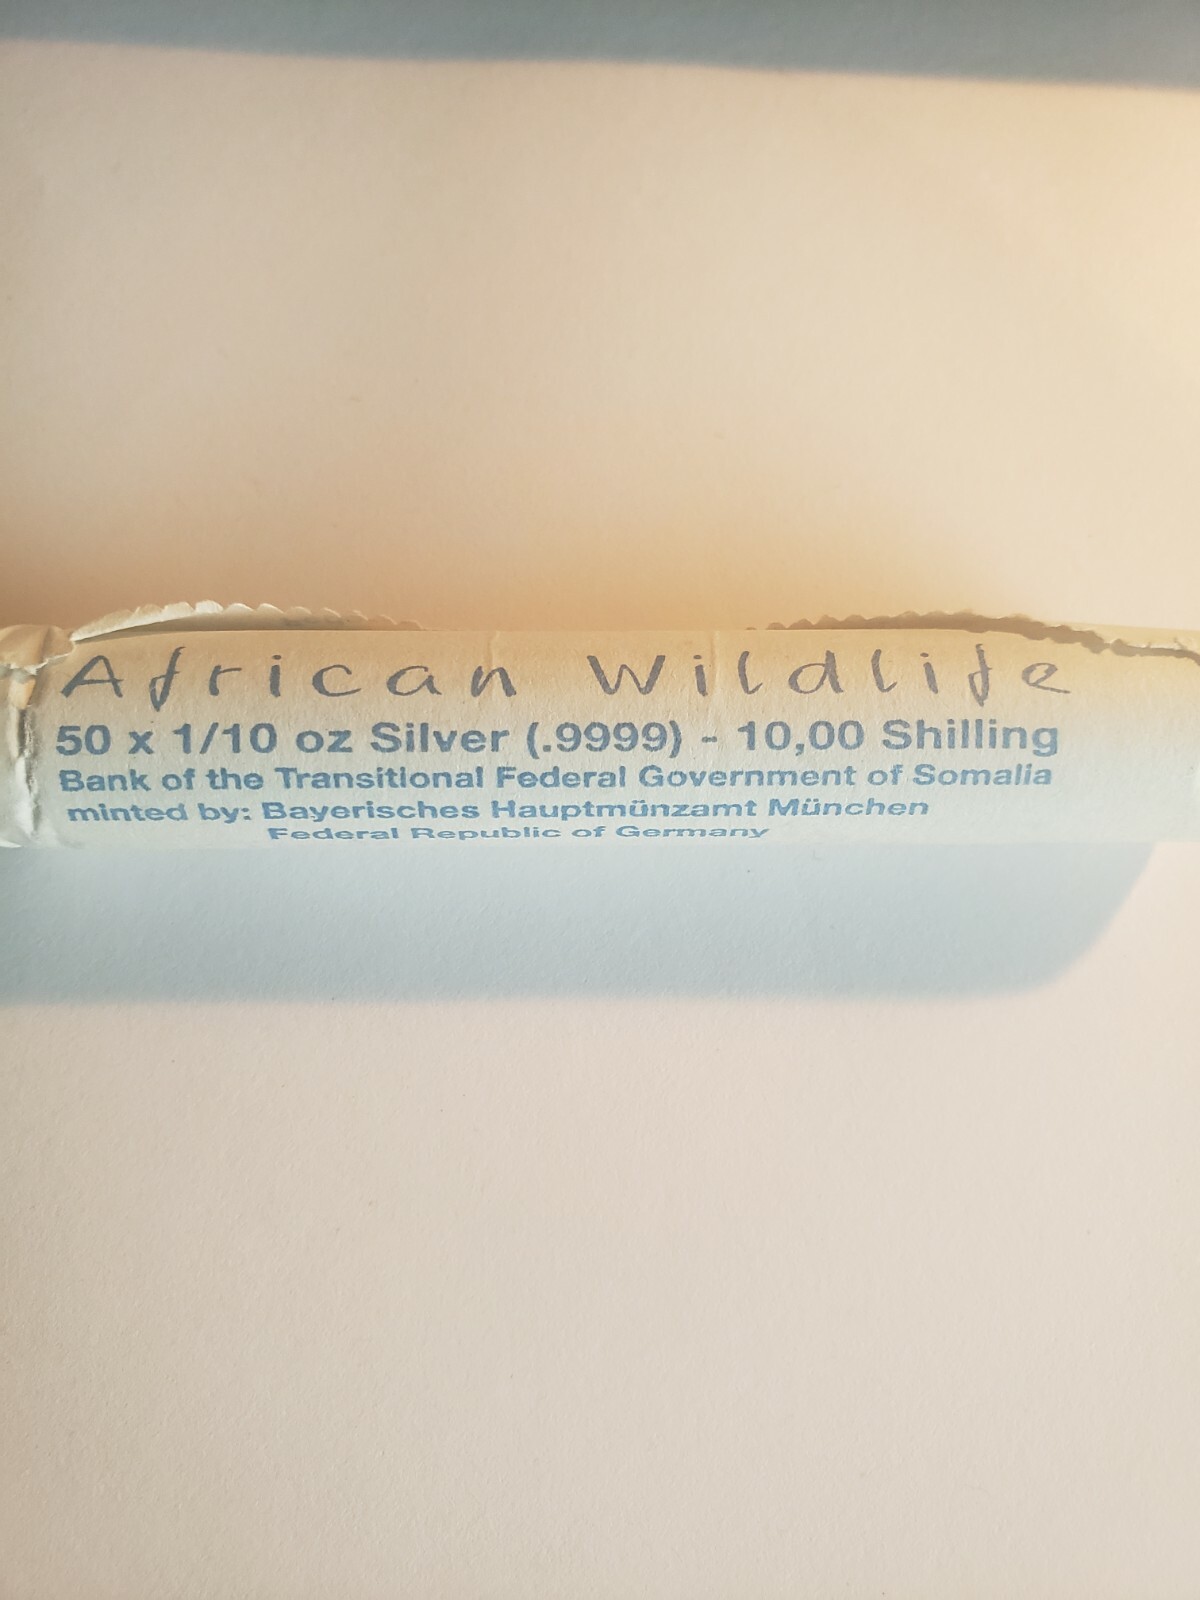 African Wildlife
50 x 1/10 oz Silver (.9999) - 10,00 Shilling
Bank of the Transitional Federal Government of Somalia
minted by: Bayerisches Hauptmünzamt München
Federal Republic of Germany